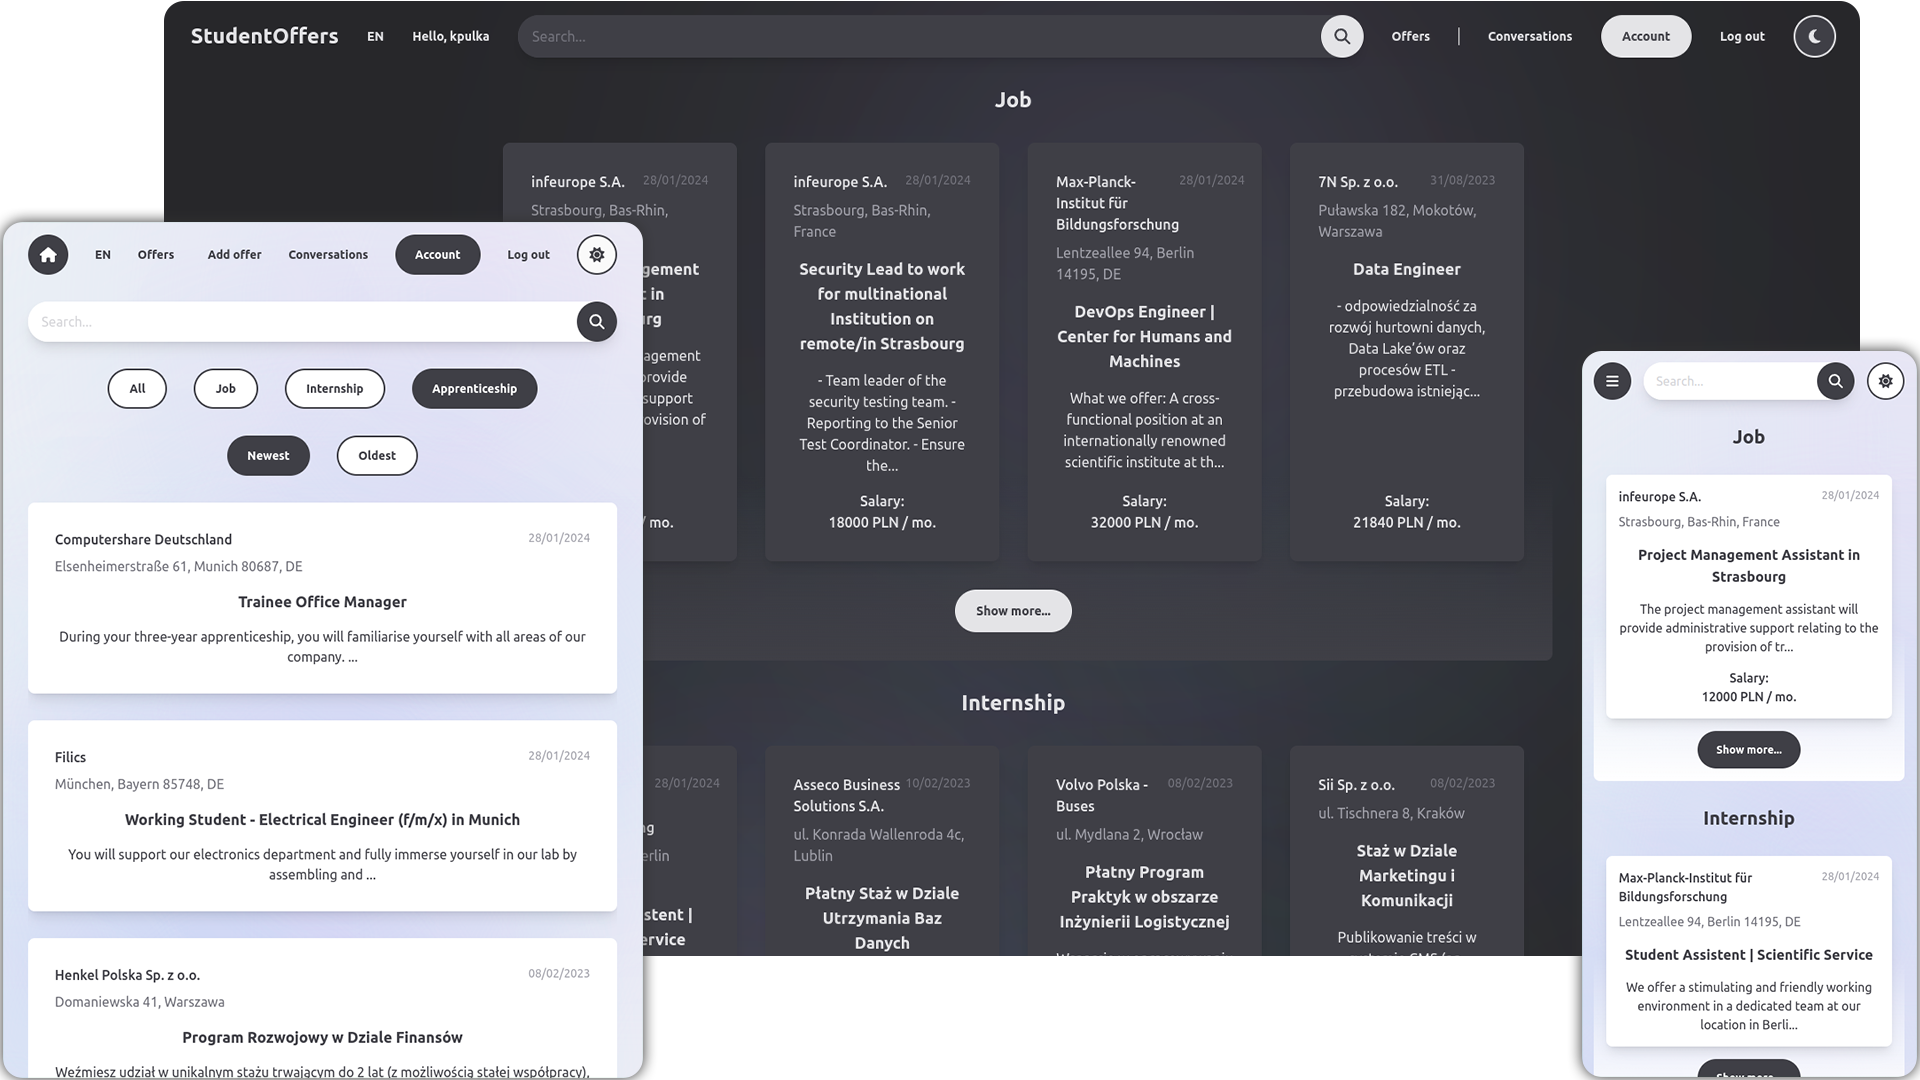 StudentOffers
EN
Hello, kpulka
Search...
Offers
Conversations
Account
Log out
Job
infeurope S.A.
28/01/2024
Strasbourg, Bas-Rhin,
gement
t in
rg
agement
provide
support
ovision of
/ mo.
infeurope S.A.
28/01/2024
Strasbourg, Bas-Rhin,
France
Security Lead to work
for multinational
Institution on
remote/in Strasbourg
- Team leader of the
security testing team. -
Reporting to the Senior
Test Coordinator. - Ensure
the...
Salary:
18000 PLN / mo.
Max-Planck-
Institut für
Bildungsforschung
28/01/2024
Lentzeallee 94, Berlin
14195, DE
DevOps Engineer |
Center for Humans and
Machines
What we offer: A cross-
functional position at an
internationally renowned
scientific institute at th...
Salary:
32000 PLN / mo.
7N Sp. z o.o.
31/08/2023
Puławska 182, Mokotów,
Warszawa
Data Engineer
- odpowiedzialność za
rozwój hurtowni danych,
Data Lake’ów oraz
procesów ETL -
przebudowa istniejąc...
Salary:
21840 PLN / mo.
Show more...
Internship
28/01/2024
ng
erlin
stent |
ervice
Asseco Business
Solutions S.A.
10/02/2023
ul. Konrada Wallenroda 4c,
Lublin
Płatny Staż w Dziale
Utrzymania Baz
Danych
Volvo Polska -
Buses
08/02/2023
ul. Mydlana 2, Wrocław
Płatny Program
Praktyk w obszarze
Inżynierii Logistycznej
Sii Sp. z o.o.
08/02/2023
ul. Tischnera 8, Kraków
Staż w Dziale
Marketingu i
Komunikacji
Publikowanie treści w
EN
Offers
Add offer
Conversations
Account
Log out
Search...
All
Job
Internship
Apprenticeship
Newest
Oldest
Computershare Deutschland
28/01/2024
Elsenheimerstraße 61, Munich 80687, DE
Trainee Office Manager
During your three-year apprenticeship, you will familiarise yourself with all areas of our
company. ...
Filics
28/01/2024
München, Bayern 85748, DE
Working Student - Electrical Engineer (f/m/x) in Munich
You will support our electronics department and fully immerse yourself in our lab by
assembling and ...
Henkel Polska Sp. z o.o.
08/02/2023
Domaniewska 41, Warszawa
Program Rozwojowy w Dziale Finansów
Weźmiesz udział w unikalnym stażu trwającym do 2 lat (z możliwością stałej współpracy),
Search...
Job
infeurope S.A.
28/01/2024
Strasbourg, Bas-Rhin, France
Project Management Assistant in
Strasbourg
The project management assistant will
provide administrative support relating to the
provision of tr...
Salary:
12000 PLN / mo.
Show more...
Internship
Max-Planck-Institut für
Bildungsforschung
28/01/2024
Lentzeallee 94, Berlin 14195, DE
Student Assistant | Scientific Service
We offer a stimulating and friendly working
environment in a dedicated team at our
location in Berli...
Show more...